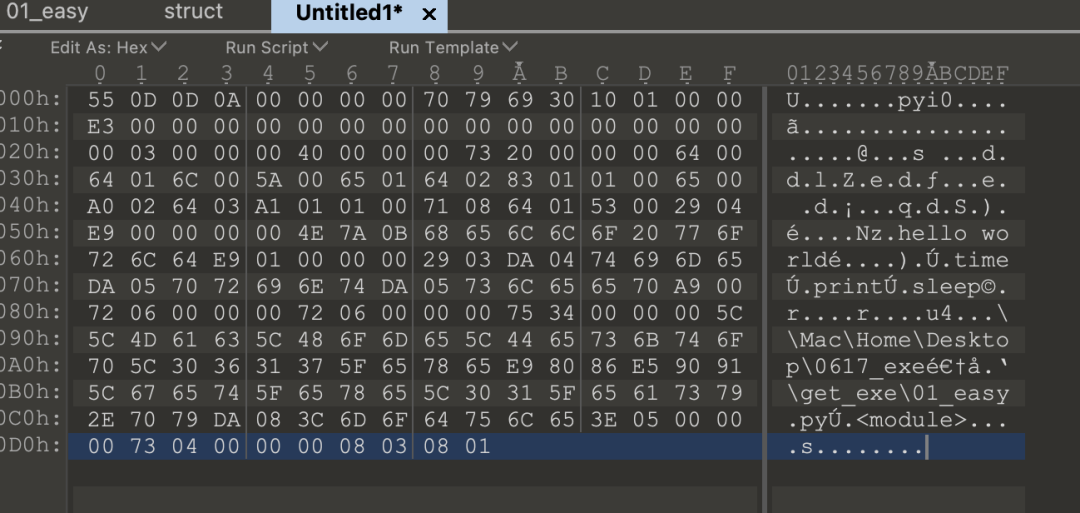 01_easy struct Untitled1* ×
Edit As: Hex Run Script Run Template
0 1 2 3 4 5 6 7 8 9 A B C D E F 0123456789ABCDEF
000h: 55 0D 0D 0A 00 00 00 00 70 79 69 30 10 01 00 00 U.......pyi0....
010h: E3 00 00 00 00 00 00 00 00 00 00 00 00 00 00 00 ã...............
020h: 00 03 00 00 00 40 00 00 00 73 20 00 00 00 64 00 .....@...s ...d.
030h: 64 01 6C 00 5A 00 65 01 64 02 83 01 01 00 65 00 d.l.Z.e.d.ƒ...e.
040h: A0 02 64 03 A1 01 01 00 71 08 64 01 53 00 29 04 .d.¡...q.d.S.).
050h: E9 00 00 00 00 4E 7A 0B 68 65 6C 6C 6F 20 77 6F é....Nz.hello wo
060h: 72 6C 64 E9 01 00 00 00 29 03 DA 04 74 69 6D 65 rldé....).Ú.time
070h: DA 05 70 72 69 6E 74 DA 05 73 6C 65 65 70 A9 00 Ú.printÚ.sleep©.
080h: 72 06 00 00 00 72 06 00 00 00 75 34 00 00 00 5C r....r....u4...\
090h: 5C 4D 61 63 5C 48 6F 6D 65 5C 44 65 73 6B 74 6F \Mac\Home\Deskto
0A0h: 70 5C 30 36 31 37 5F 65 78 65 E9 80 86 E5 90 91 p\0617_exeé€†å.‘
0B0h: 5C 67 65 74 5F 65 78 65 5C 30 31 5F 65 61 73 79 \get_exe\01_easy
0C0h: 2E 70 79 DA 08 3C 6D 6F 64 75 6C 65 3E 05 00 00 .pyÚ.<module>...
0D0h: 00 73 04 00 00 00 08 03 08 01 .s........